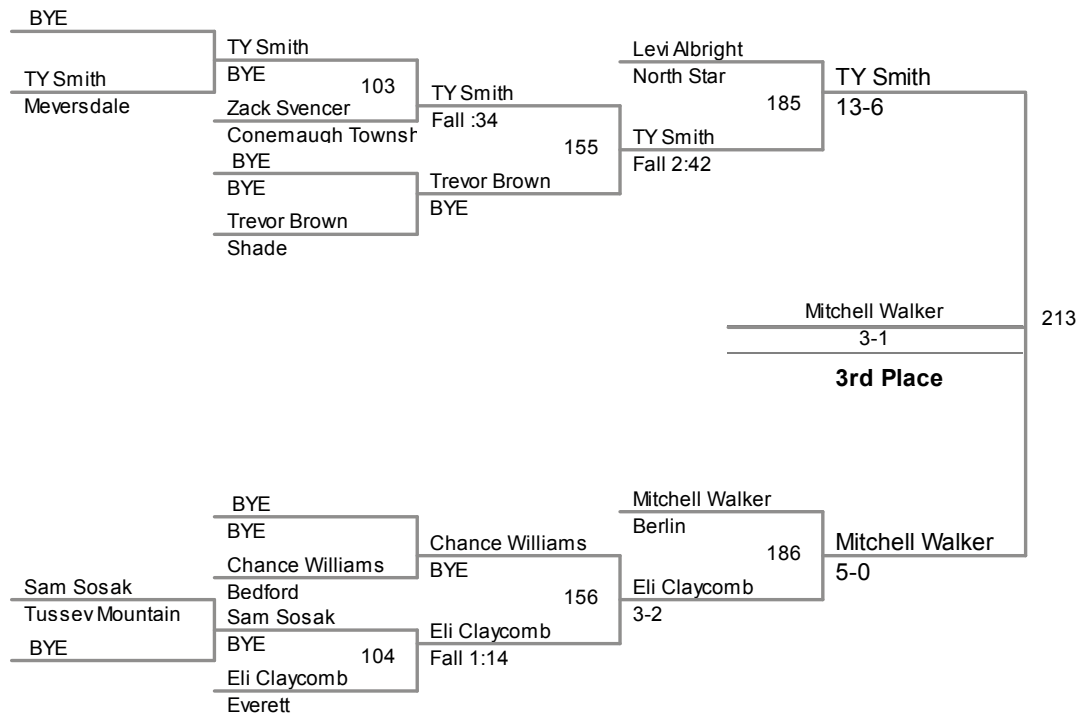 BYE
TY Smith
Meyersdale
TY Smith
BYE
103
Zack Svencer
Conemaugh Townsh
BYE
BYE
Trevor Brown
Shade
TY Smith
Fall :34
155
Trevor Brown
BYE
Levi Albright
North Star
185
TY Smith
Fall 2:42
TY Smith
13-6
Mitchell Walker
3-1
3rd Place
213
BYE
BYE
Chance Williams
Bedford
Sam Sosak
Tussey Mountain
BYE
Sam Sosak
BYE
104
Eli Claycomb
Everett
Chance Williams
BYE
156
Eli Claycomb
Fall 1:14
Mitchell Walker
Berlin
186
Eli Claycomb
3-2
Mitchell Walker
5-0